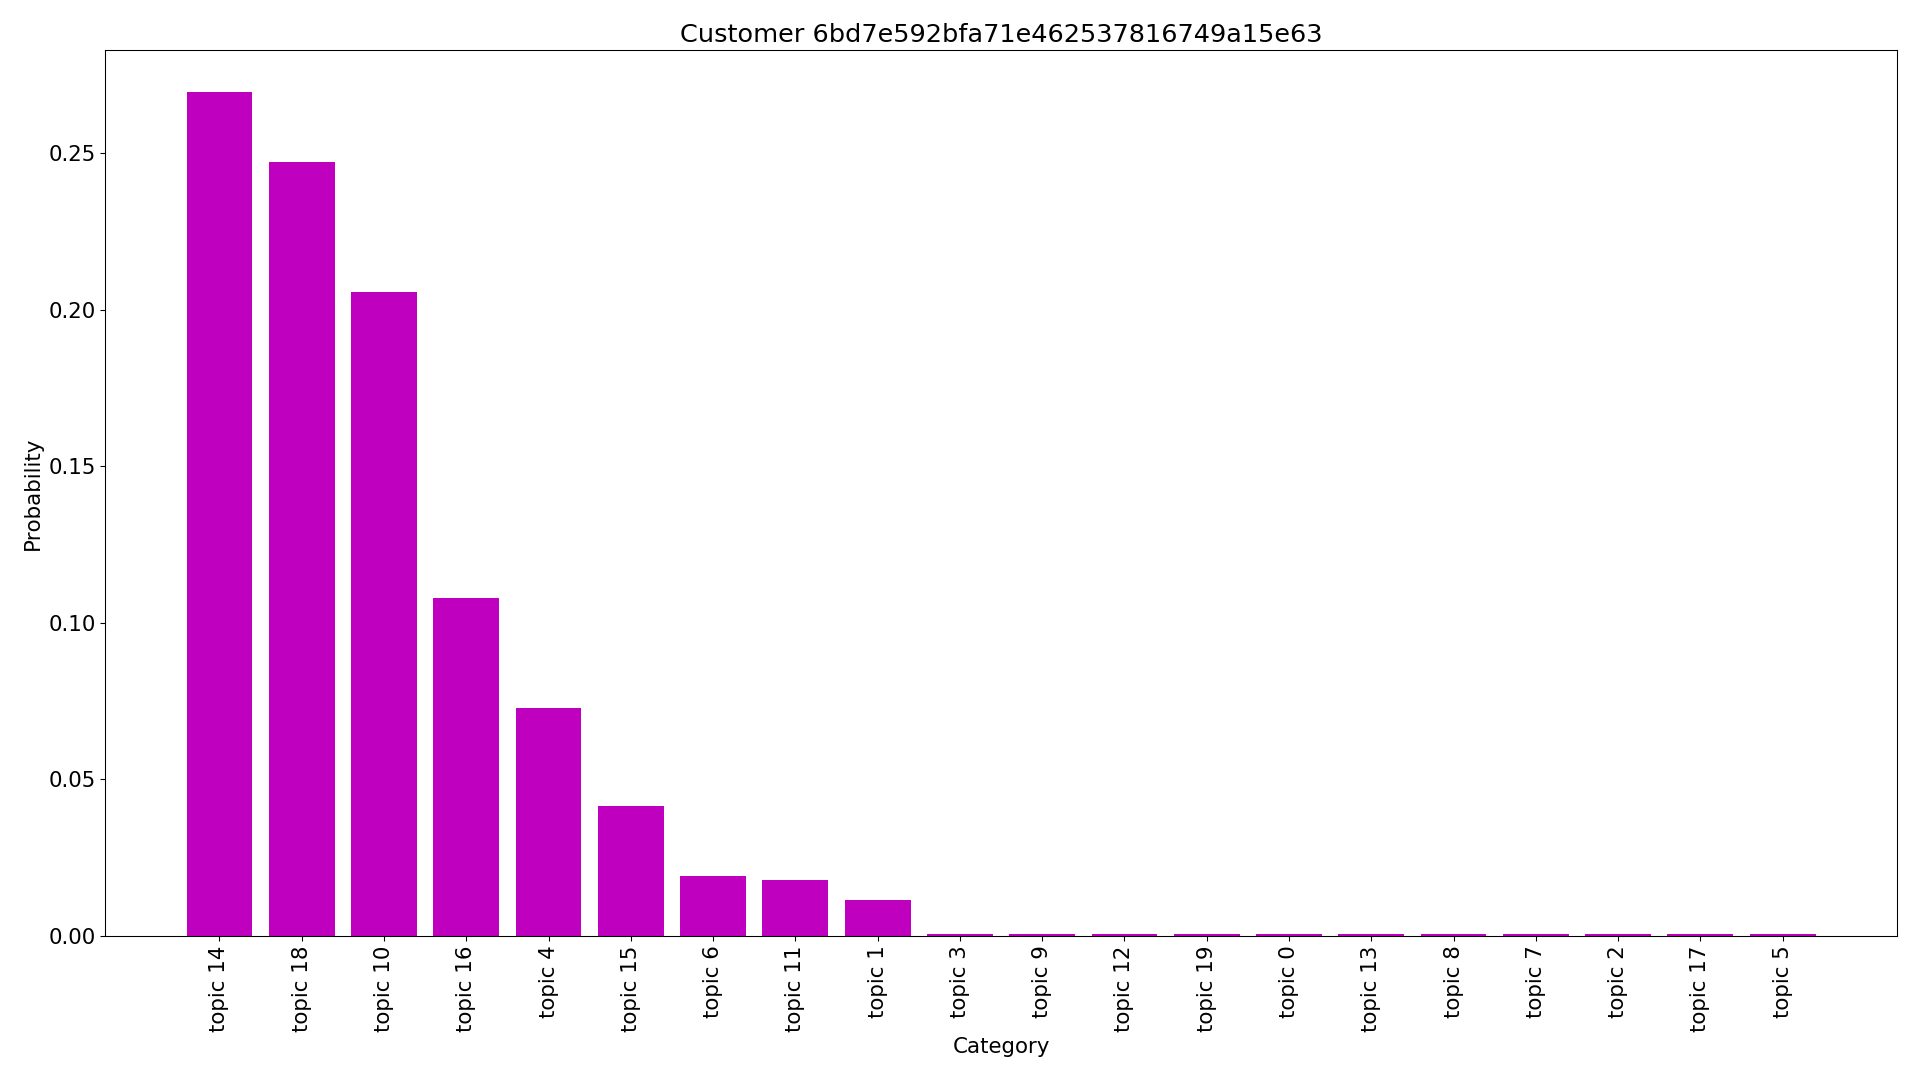 Customer 6bd7e592bfa71e462537816749a15e63
Probability
0.25
0.20
0.15
0.10
0.05
0.00
topic 14
topic 18
topic 10
topic 16
topic 4
topic 15
topic 6
topic 11
topic 1
topic 3
topic 9
topic 12
topic 19
topic 0
topic 13
topic 8
topic 7
topic 2
topic 17
topic 5
Category